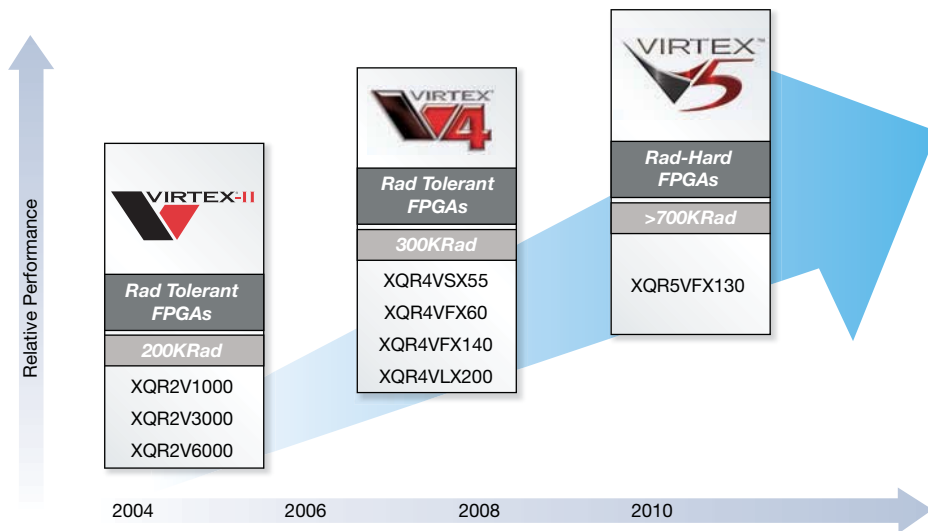 Relative Performance
VIRTEX-II
Rad Tolerant
FPGAs
200KRad
XQR2V1000
XQR2V3000
XQR2V6000
VIRTEX
4
Rad Tolerant
FPGAs
300KRad
XQR4VSX55
XQR4VFX60
XQR4VFX140
XQR4VLX200
VIRTEX™
5
Rad-Hard
FPGAs
>700KRad
XQR5VFX130
2004
2006
2008
2010